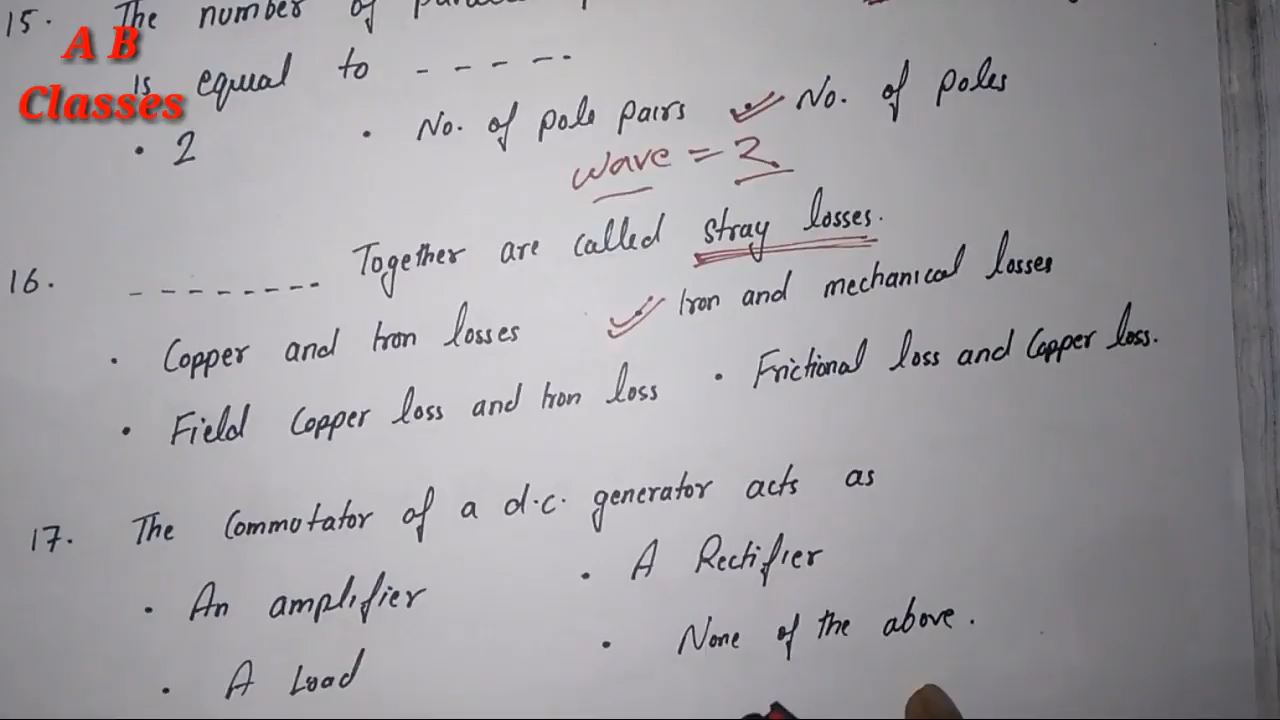 15. The number of
is equal to - - - - -.
A B
Classes
• 2 • No. of pole pairs No. of poles
wave = 2
16. - - - - - - - - Together are called stray losses.
• Copper and Iron losses Iron and mechanical losses
• Field Copper loss and Iron loss • Frictional loss and Copper loss.
17. The Commutator of a d.c. generator acts as
• An amplifier • A Rectifier
• A Load • None of the above.